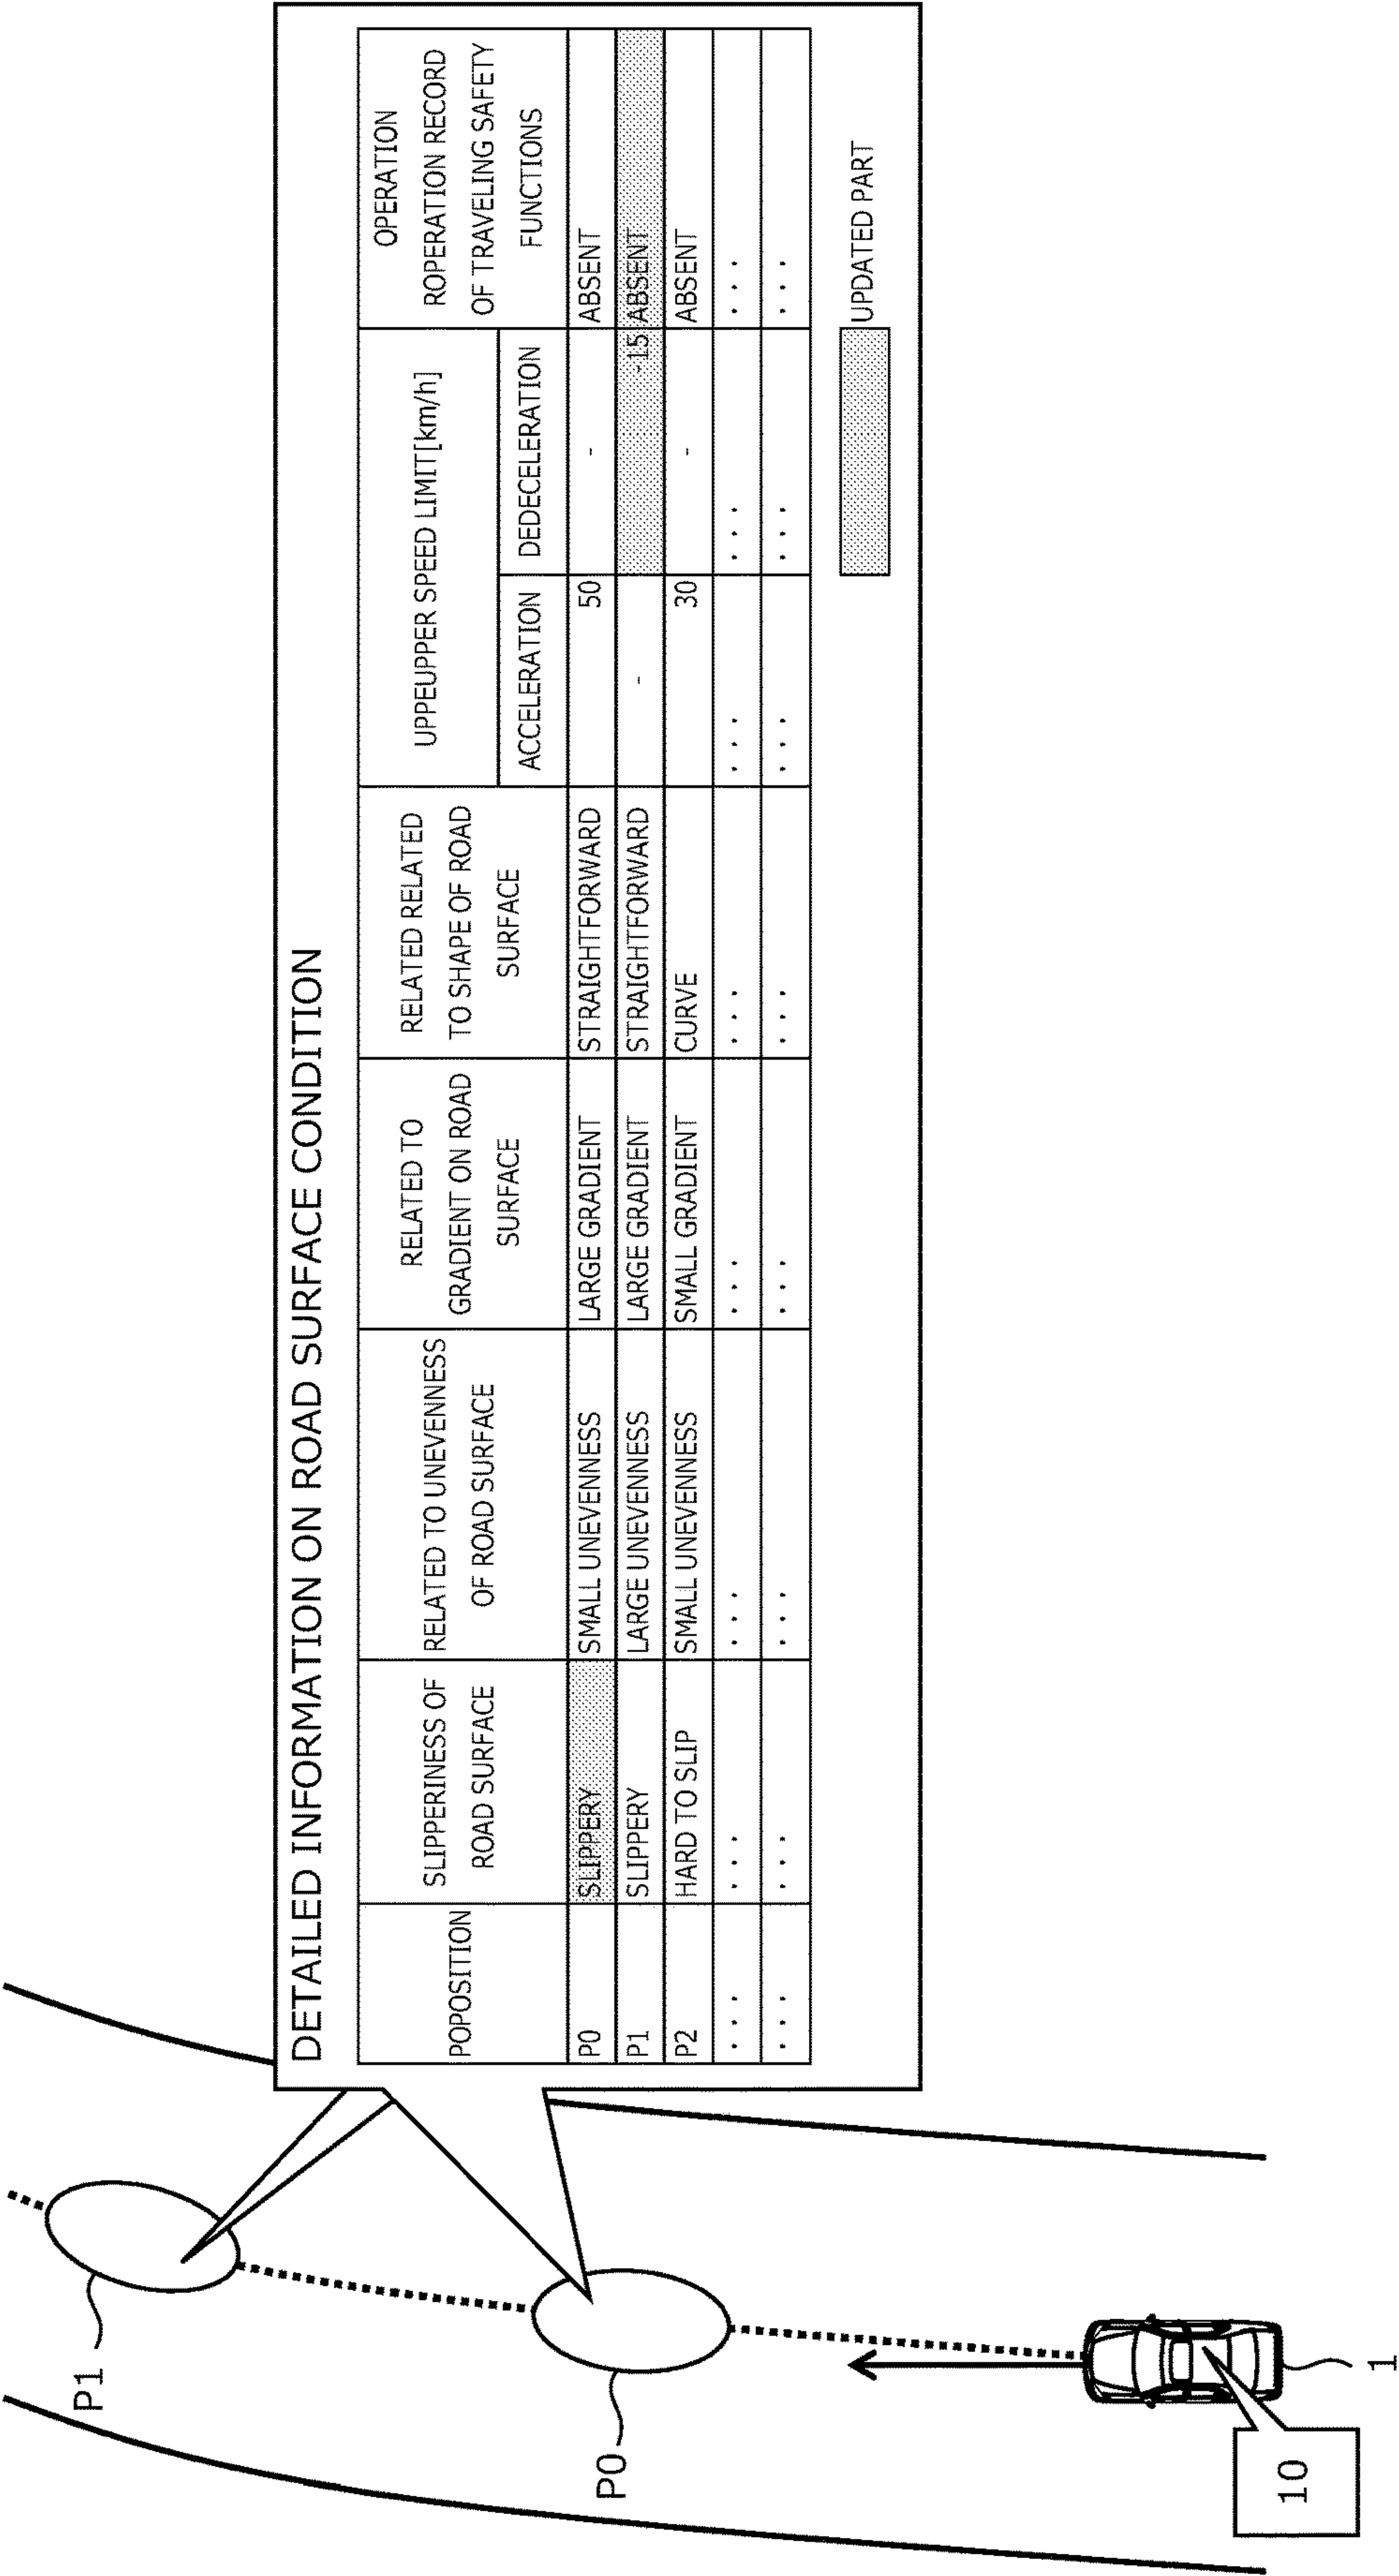 DETAILED INFORMATION ON ROAD SURFACE CONDITION
POPOSITION
SLIPPERINESS OF
ROAD SURFACE
RELATED TO UNEVENNESS
OF ROAD SURFACE
RELATED TO
GRADIENT ON ROAD
SURFACE
RELATED RELATED
TO SHAPE OF ROAD
SURFACE
UPPEUPPER SPEED LIMIT[km/h]
ACCELERATION
DEDECELERATION
OPERATION
ROPERATION RECORD
OF TRAVELING SAFETY
FUNCTIONS
P0 SLIPPERY SMALL UNEVENNESS LARGE GRADIENT STRAIGHTFORWARD 50 - ABSENT
P1 SLIPPERY LARGE UNEVENNESS LARGE GRADIENT STRAIGHTFORWARD - -15 ABSENT
P2 HARD TO SLIP SMALL UNEVENNESS SMALL GRADIENT CURVE 30 - ABSENT
... ... ... ... ... ... ... ...
... ... ... ... ... ... ... ...
UPDATED PART
P1
P0
10
1